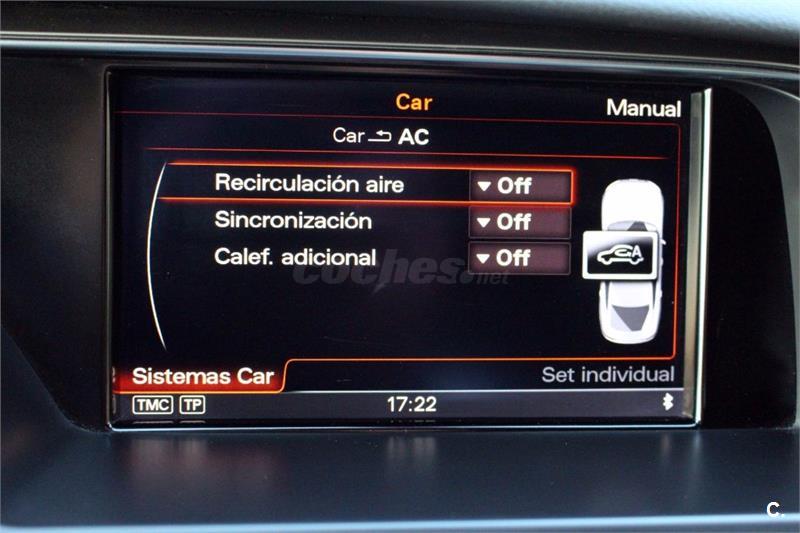 Car
Manual
Car AC
Recirculación aire Off
Sincronización Off
Calef. adicional Off
A
coches.net
Sistemas Car
Set individual
TMC TP 17:22
C.